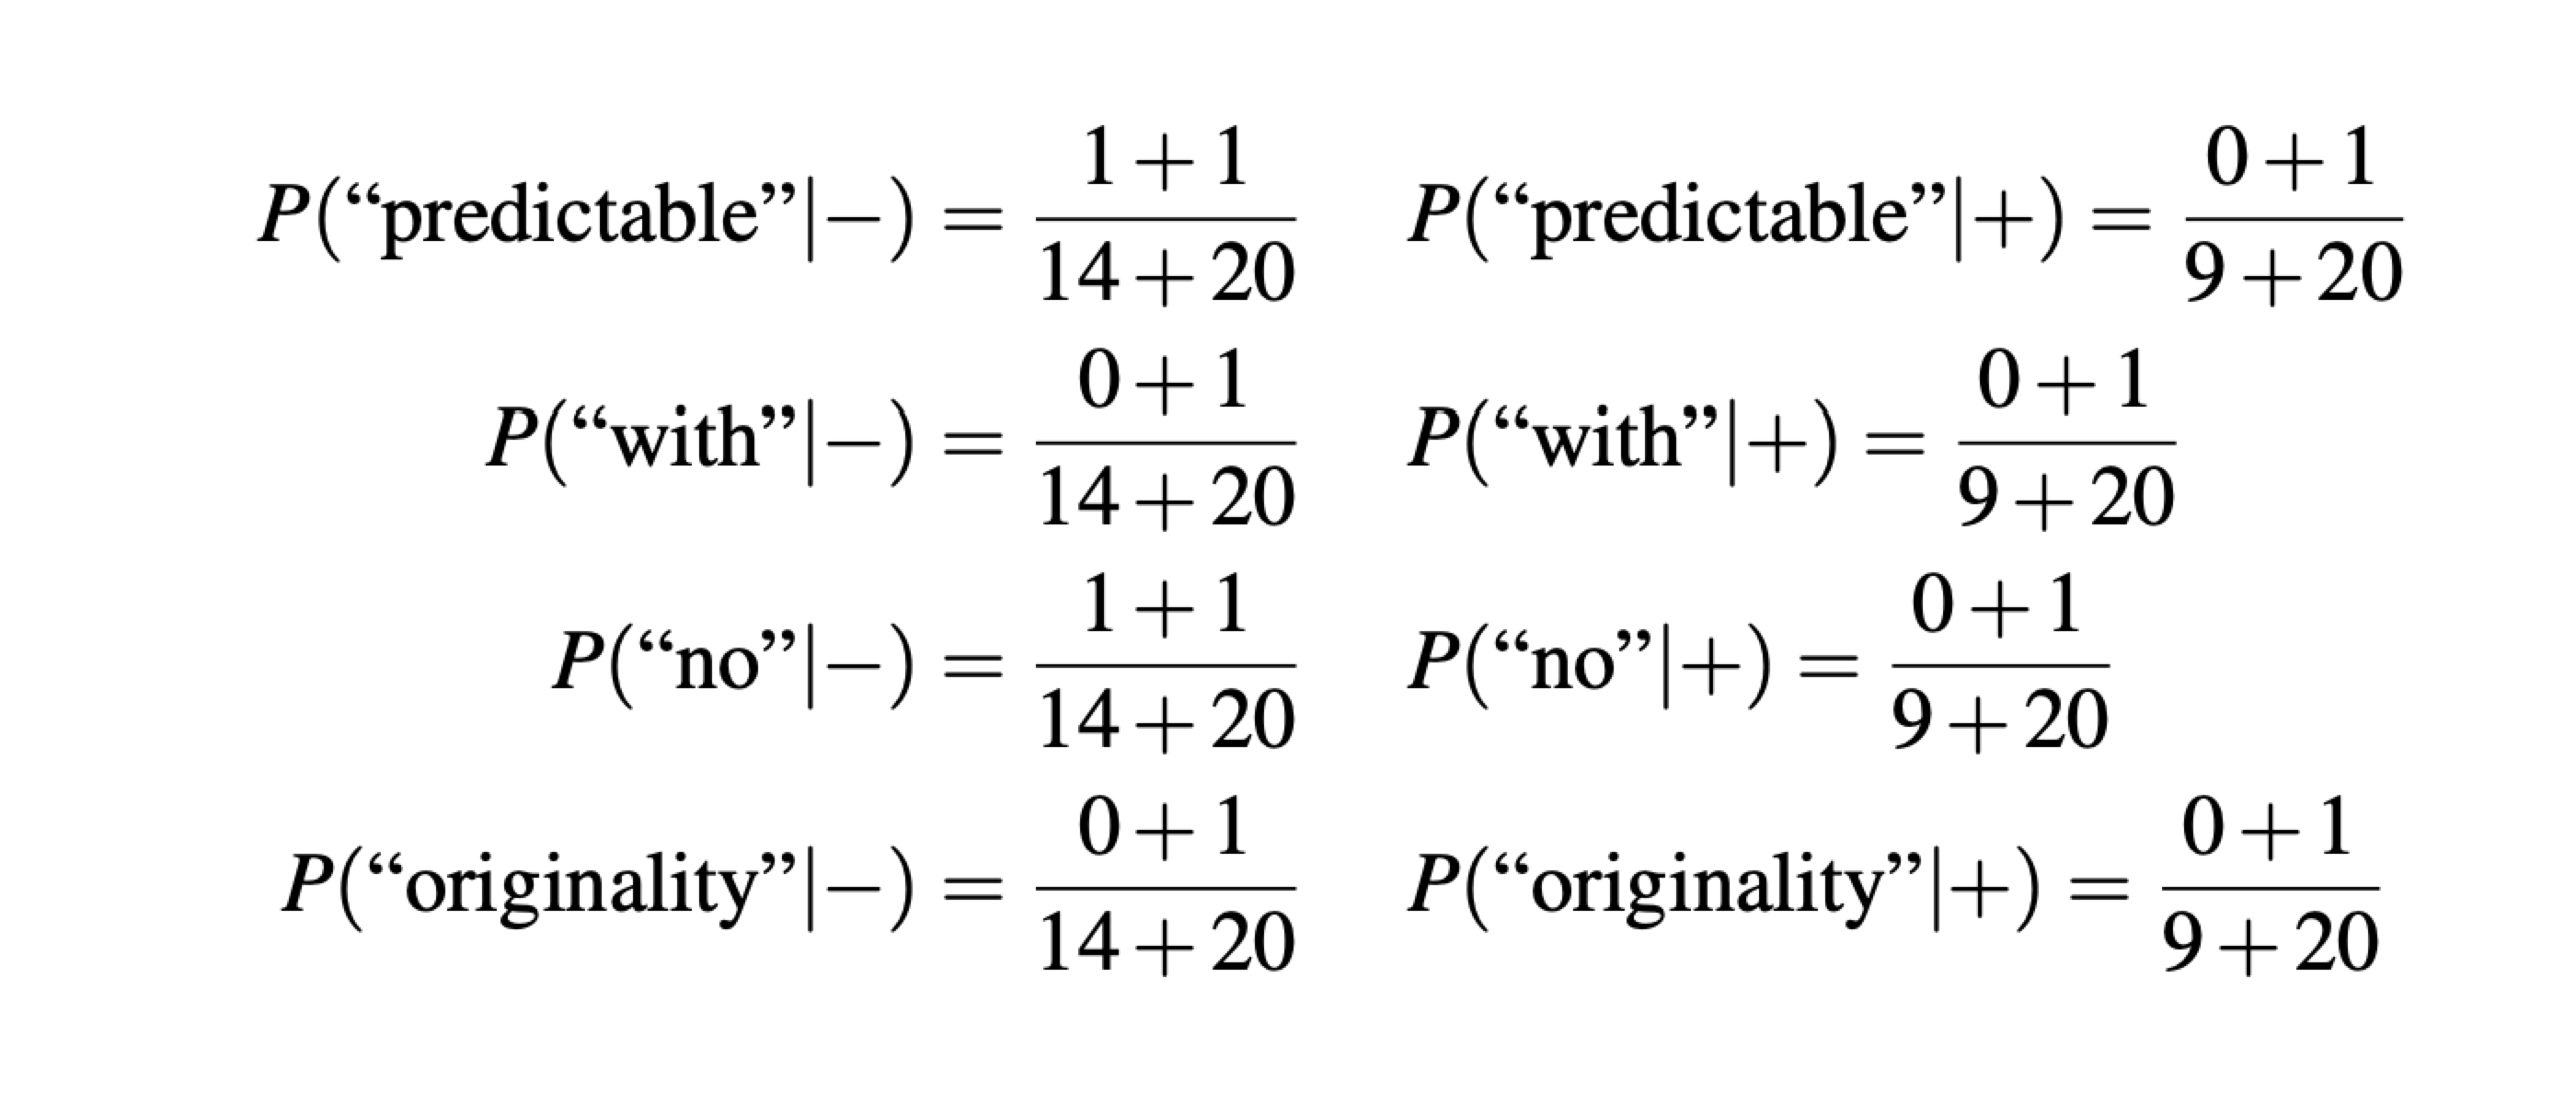 P(“predictable”|−) = (1 + 1)/(14 + 20)   P(“predictable”|+) = (0 + 1)/(9 + 20)
P(“with”|−) = (0 + 1)/(14 + 20)   P(“with”|+) = (0 + 1)/(9 + 20)
P(“no”|−) = (1 + 1)/(14 + 20)   P(“no”|+) = (0 + 1)/(9 + 20)
P(“originality”|−) = (0 + 1)/(14 + 20)   P(“originality”|+) = (0 + 1)/(9 + 20)